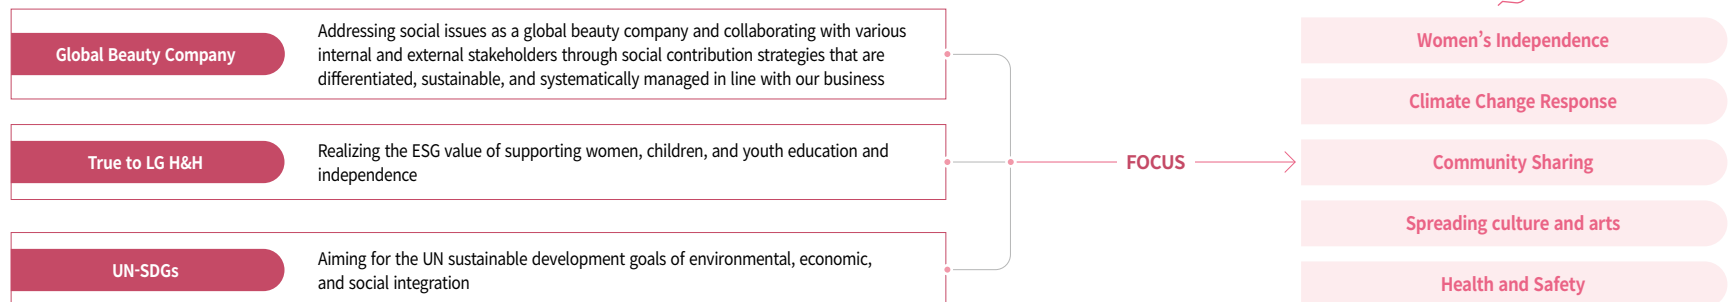 Global Beauty Company
Addressing social issues as a global beauty company and collaborating with various
internal and external stakeholders through social contribution strategies that are
differentiated, sustainable, and systematically managed in line with our business
True to LG H&H
Realizing the ESG value of supporting women, children, and youth education and
independence
UN-SDGs
Aiming for the UN sustainable development goals of environmental, economic,
and social integration
FOCUS
Women’s Independence
Climate Change Response
Community Sharing
Spreading culture and arts
Health and Safety